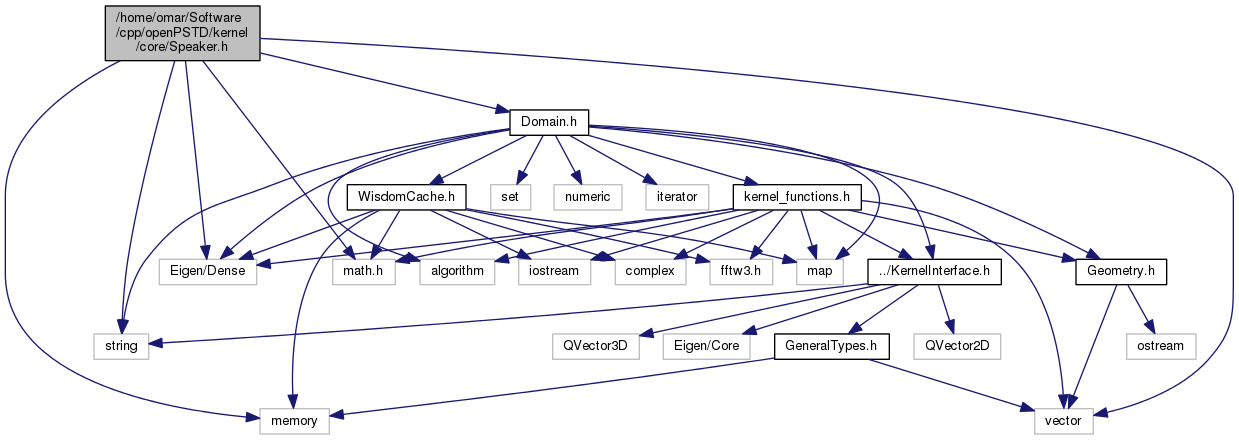 /home/omar/Software
/cpp/openPSTD/kernel
/core/Speaker.h
Domain.h
WisdomCache.h
set
numeric
iterator
kernel_functions.h
Eigen/Dense
math.h
algorithm
iostream
complex
fftw3.h
map
../KernelInterface.h
Geometry.h
string
QVector3D
Eigen/Core
GeneralTypes.h
QVector2D
ostream
memory
vector